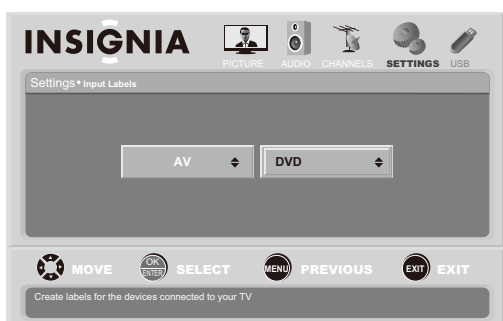 INSIGNIA
PICTURE AUDIO CHANNELS SETTINGS USB
Settings • Input Labels
AV DVD
MOVE OK ENTER SELECT MENU PREVIOUS EXIT EXIT
Create labels for the devices connected to your TV